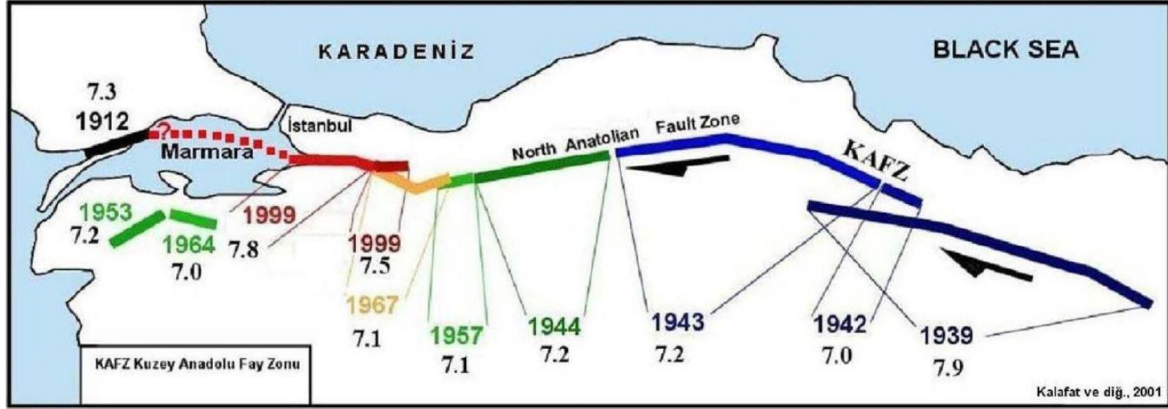 KARADENİZ
BLACK SEA
7.3
1912
?
İstanbul
Marmara
North Anatolian Fault Zone
KAFZ
1953
7.2
1964
7.0
1999
7.8
1999
7.5
1967
7.1
1957
7.1
1944
7.2
1943
7.2
1942
7.0
1939
7.9
KAFZ Kuzey Anadolu Fay Zonu
Kalafat ve diğ., 2001